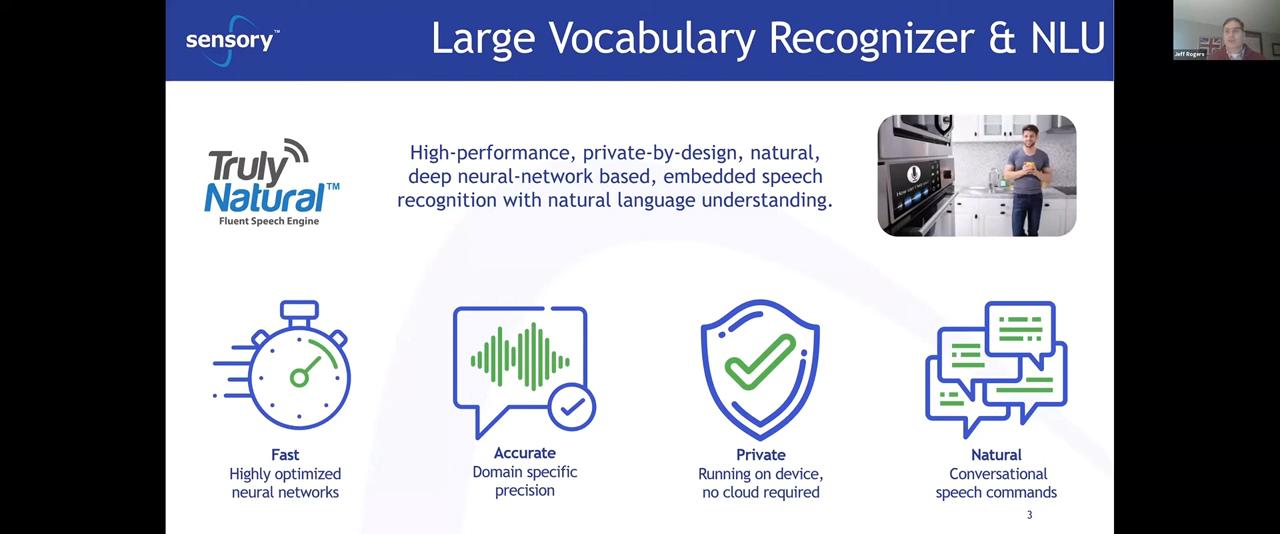 sensory™
Large Vocabulary Recognizer & NLU
Jeff Rogers
Truly
Natural™
Fluent Speech Engine
High-performance, private-by-design, natural,
deep neural-network based, embedded speech
recognition with natural language understanding.
Fast
Highly optimized
neural networks
Accurate
Domain specific
precision
Private
Running on device,
no cloud required
Natural
Conversational
speech commands
3